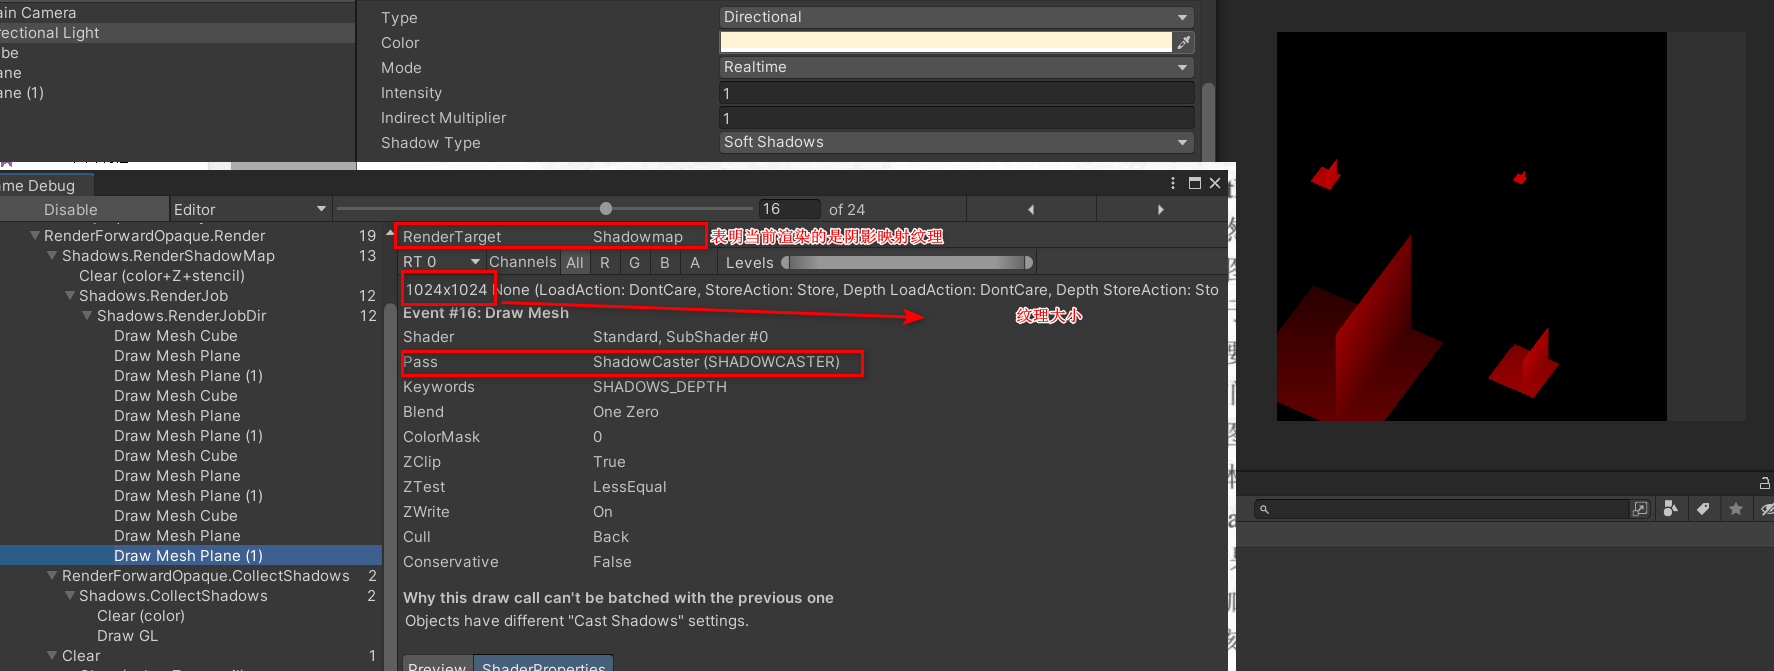 ain Camera
rectional Light
be
ane
ane (1)
Type
Directional
Color
Mode
Realtime
Intensity
1
Indirect Multiplier
1
Shadow Type
Soft Shadows
me Debug
Disable
Editor
16
of 24
RenderForwardOpaque.Render 19
Shadows.RenderShadowMap 13
Clear (color+Z+stencil)
Shadows.RenderJob 12
Shadows.RenderJobDir 12
Draw Mesh Cube
Draw Mesh Plane
Draw Mesh Plane (1)
Draw Mesh Cube
Draw Mesh Plane
Draw Mesh Plane (1)
Draw Mesh Cube
Draw Mesh Plane
Draw Mesh Plane (1)
Draw Mesh Cube
Draw Mesh Plane
Draw Mesh Plane (1)
RenderForwardOpaque.CollectShadows 2
Shadows.CollectShadows 2
Clear (color)
Draw GL
Clear 1
RenderTarget Shadowmap
表明当前渲染的是阴影映射纹理
RT 0 Channels All R G B A Levels
1024x1024 None (LoadAction: DontCare, StoreAction: Store, Depth LoadAction: DontCare, Depth StoreAction: Sto
纹理大小
Event #16: Draw Mesh
Shader Standard, SubShader #0
Pass ShadowCaster (SHADOWCASTER)
Keywords SHADOWS_DEPTH
Blend One Zero
ColorMask 0
ZClip True
ZTest LessEqual
ZWrite On
Cull Back
Conservative False
Why this draw call can't be batched with the previous one
Objects have different "Cast Shadows" settings.
Preview ShaderProperties